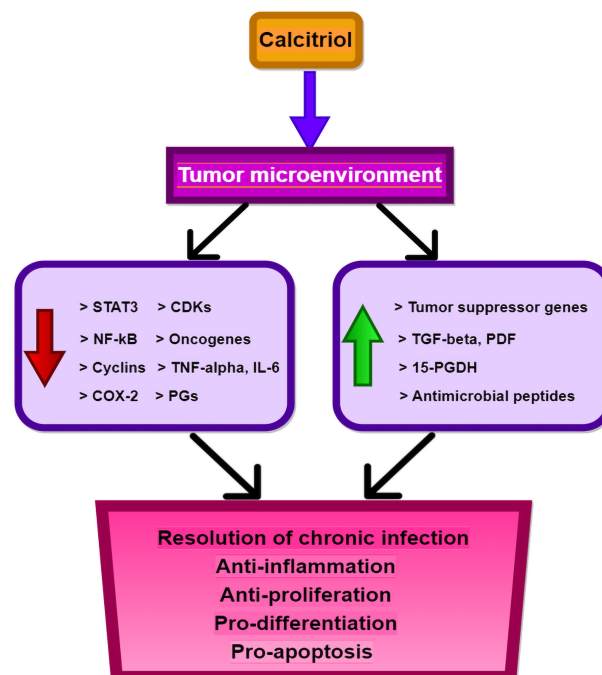 Calcitriol
Tumor microenvironment
> STAT3 > CDKs
> NF-kB > Oncogenes
> Cyclins > TNF-alpha, IL-6
> COX-2 > PGs
> Tumor suppressor genes
> TGF-beta, PDF
> 15-PGDH
> Antimicrobial peptides
Resolution of chronic infection
Anti-inflammation
Anti-proliferation
Pro-differentiation
Pro-apoptosis